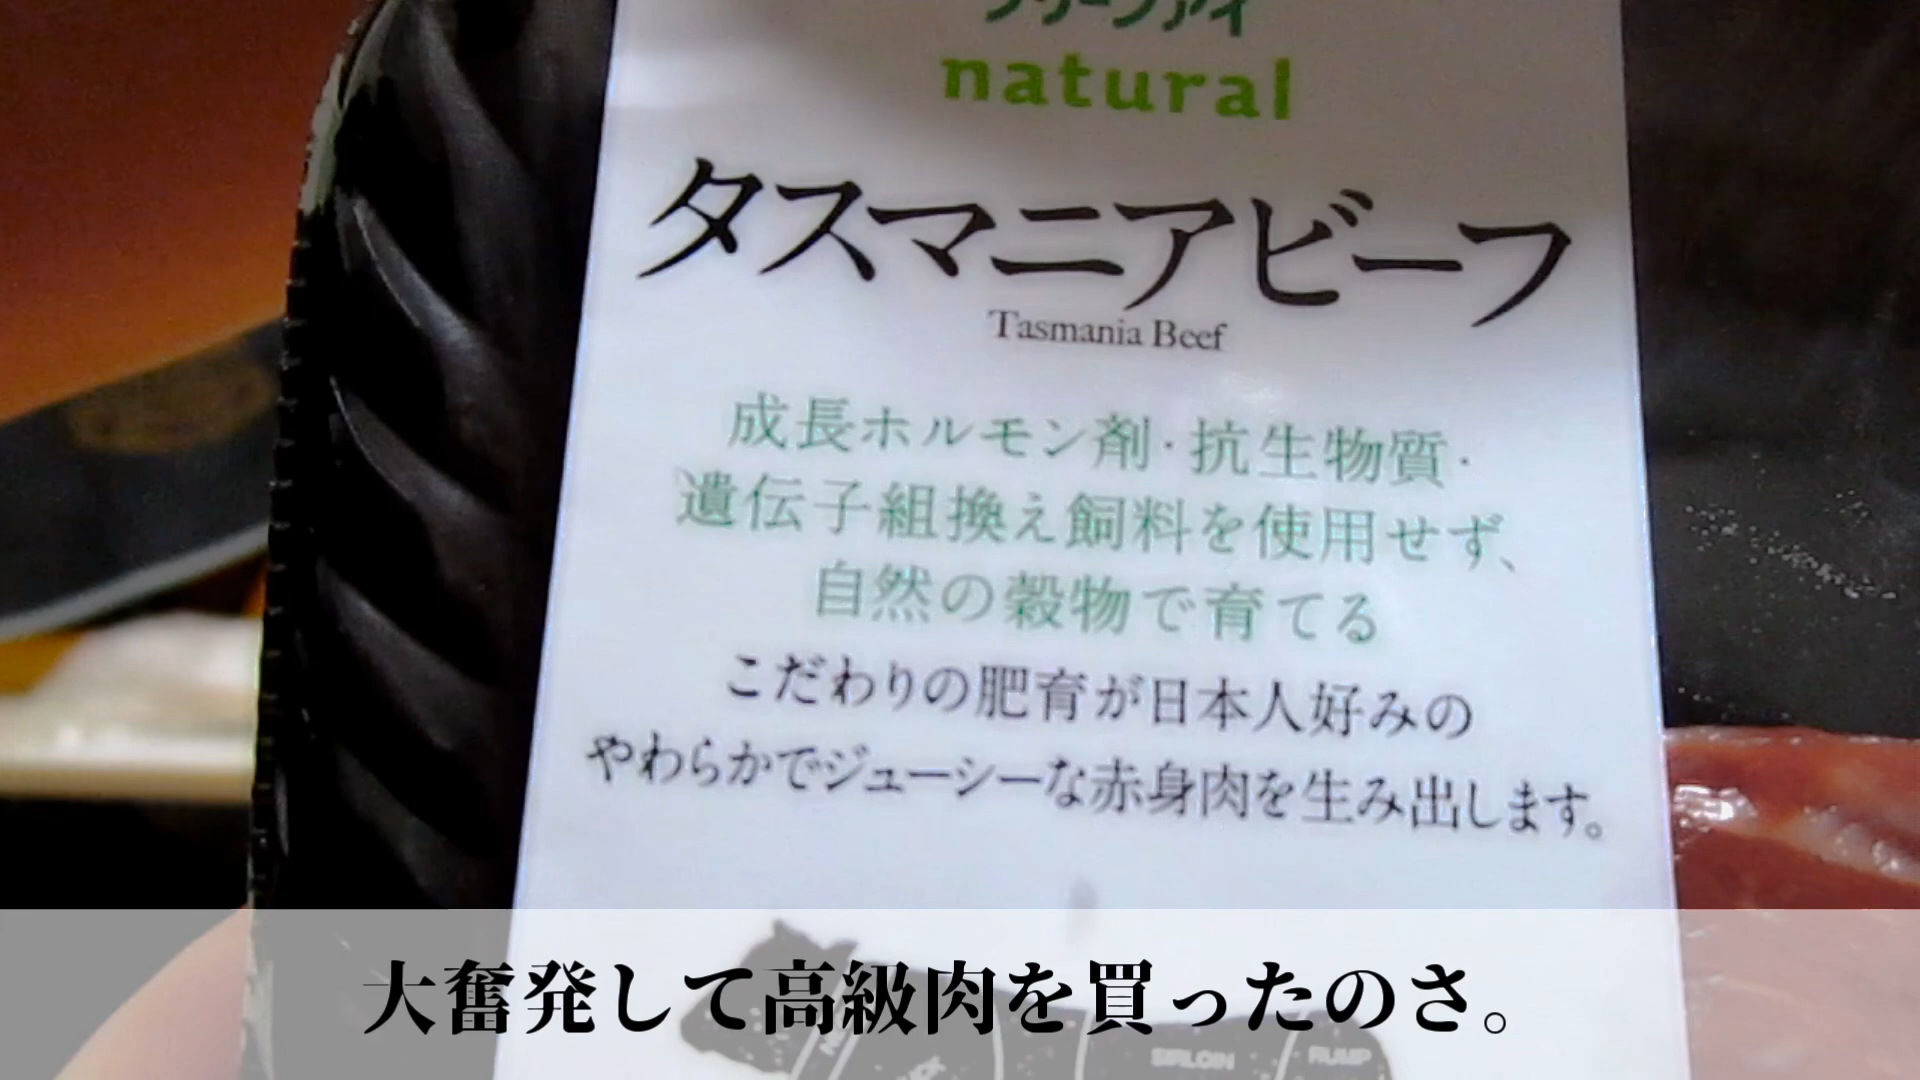 natural
タスマニアビーフ
Tasmania Beef
成長ホルモン剤・抗生物質・
遺伝子組換え飼料を使用せず、
自然の穀物で育てる
こだわりの肥育が日本人好みの
やわらかでジューシーな赤身肉を生み出します。
大奮発して高級肉を買ったのさ。
SIRLOIN
RUMP